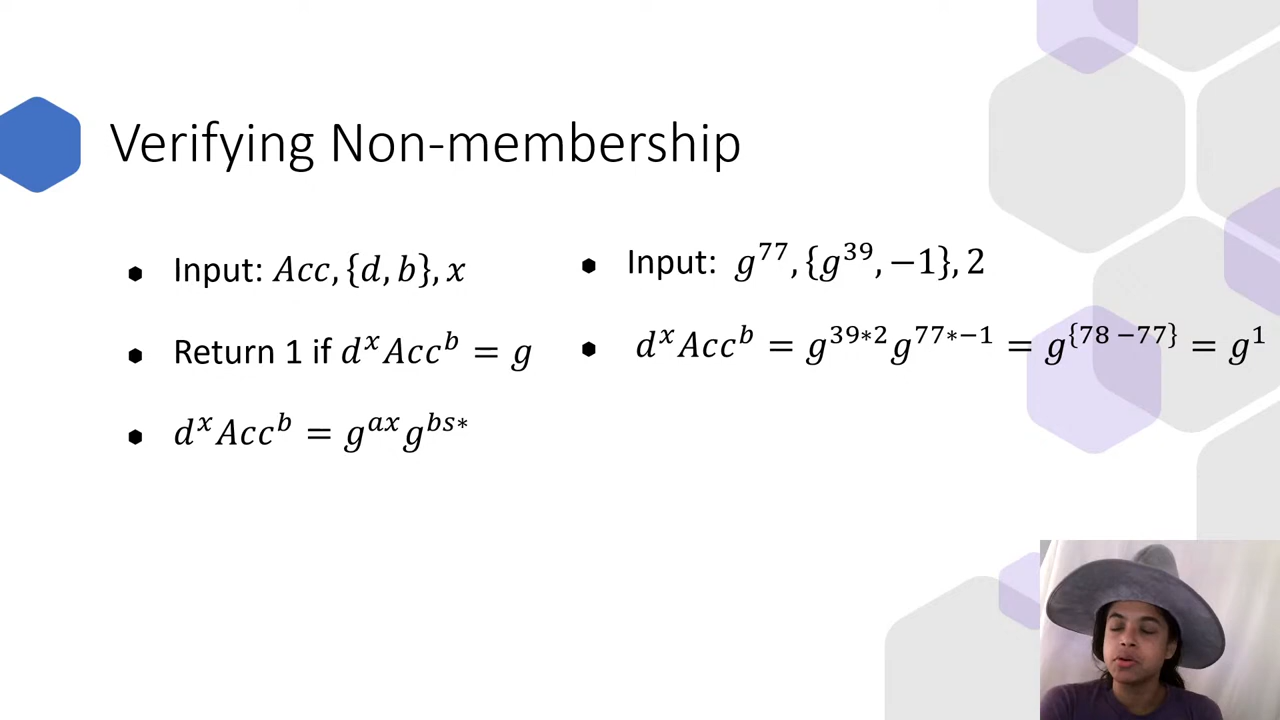 Verifying Non-membership
Input: Acc, {d, b}, x
Return 1 if d^x Acc^b = g
d^x Acc^b = g^{ax} g^{bs*}
Input: g^{77}, {g^{39}, −1}, 2
d^x Acc^b = g^{39*2} g^{77*−1} = g^{{78 −77}} = g^1